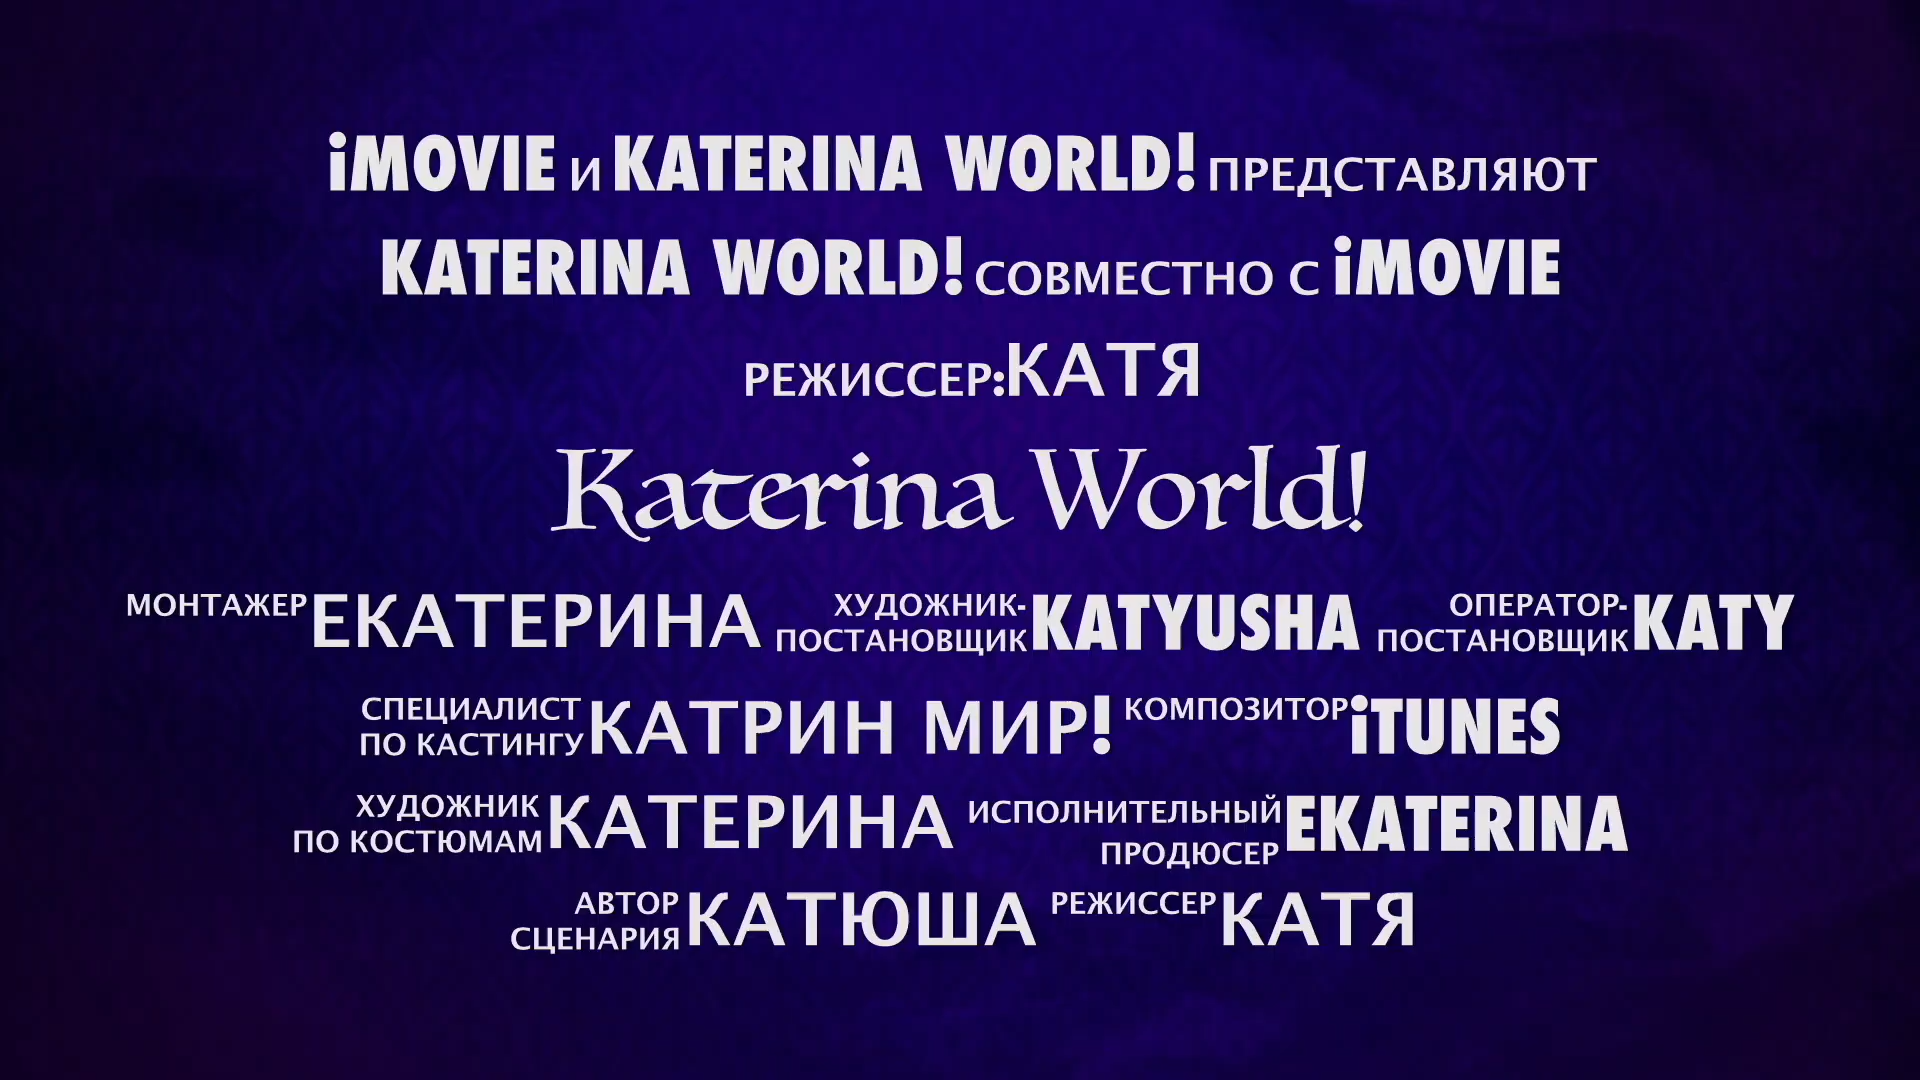 iMOVIE И KATERINA WORLD! ПРЕДСТАВЛЯЮТ
KATERINA WORLD! СОВМЕСТНО С iMOVIE
РЕЖИССЕР:КАТЯ
Katerina World!
МОНТАЖЕР ЕКАТЕРИНА ХУДОЖНИК-ПОСТАНОВЩИК KATYUSHA ОПЕРАТОР-ПОСТАНОВЩИК KATY
СПЕЦИАЛИСТ ПО КАСТИНГУ КАТРИН МИР! КОМПОЗИТОР iTUNES
ХУДОЖНИК ПО КОСТЮМАМ КАТЕРИНА ИСПОЛНИТЕЛЬНЫЙ ПРОДЮСЕР EKATERINA
АВТОР СЦЕНАРИЯ КАТЮША РЕЖИССЕР КАТЯ